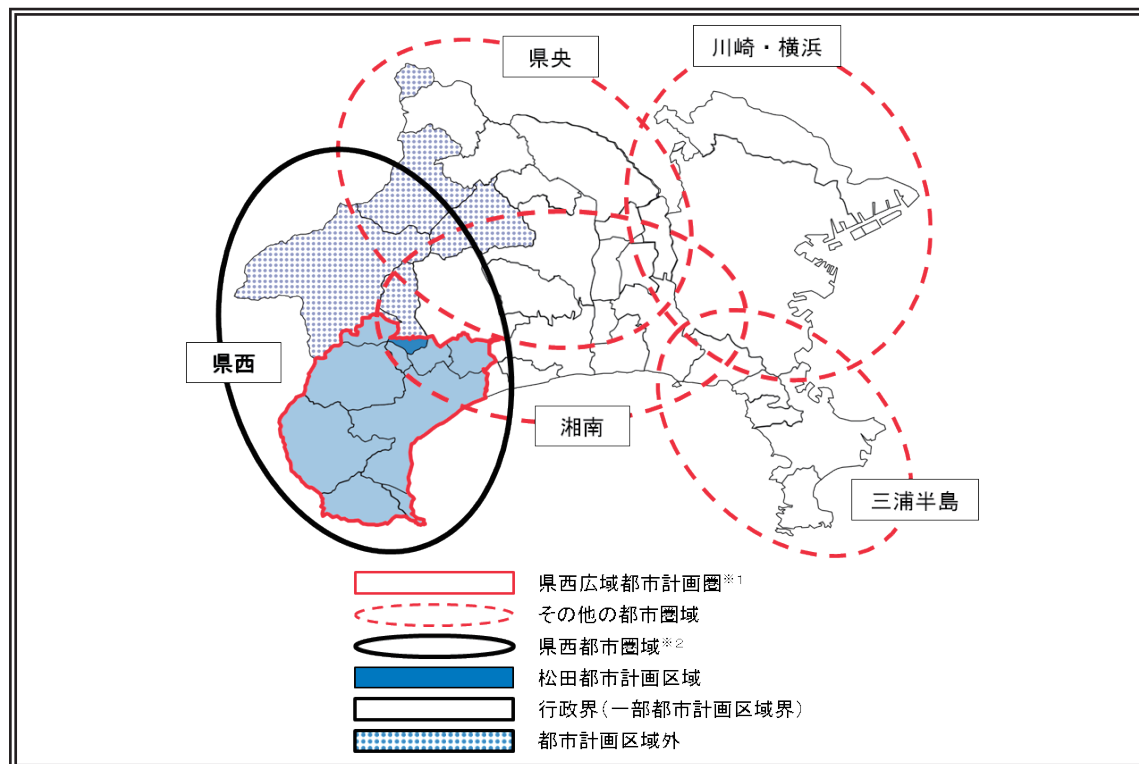 県央
川崎・横浜
県西
湘南
三浦半島
県西広域都市計画圏※1
その他の都市圏域
県西都市圏域※2
松田都市計画区域
行政界(一部都市計画区域界)
都市計画区域外